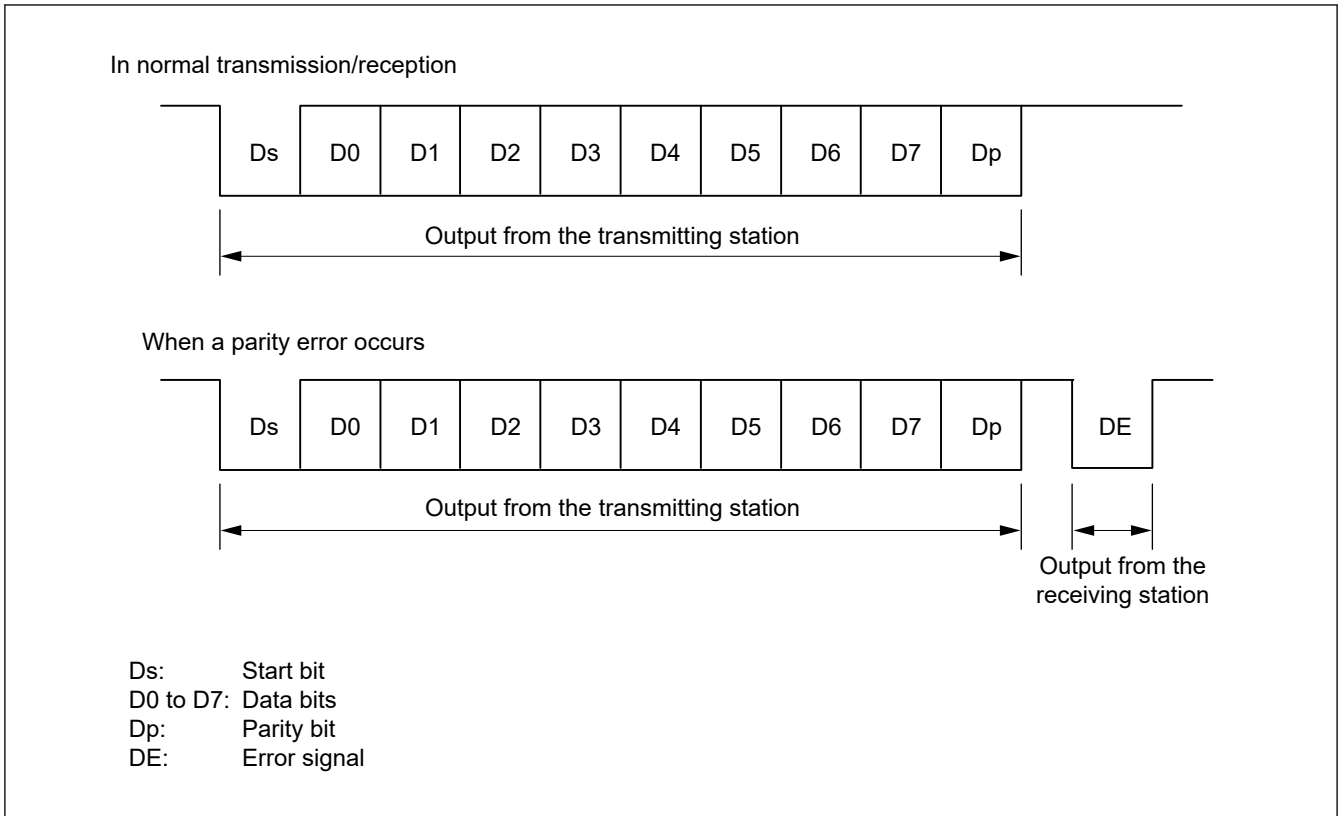 In normal transmission/reception
Ds D0 D1 D2 D3 D4 D5 D6 D7 Dp
Output from the transmitting station
When a parity error occurs
Ds D0 D1 D2 D3 D4 D5 D6 D7 Dp DE
Output from the transmitting station
Output from the
receiving station
Ds: Start bit
D0 to D7: Data bits
Dp: Parity bit
DE: Error signal